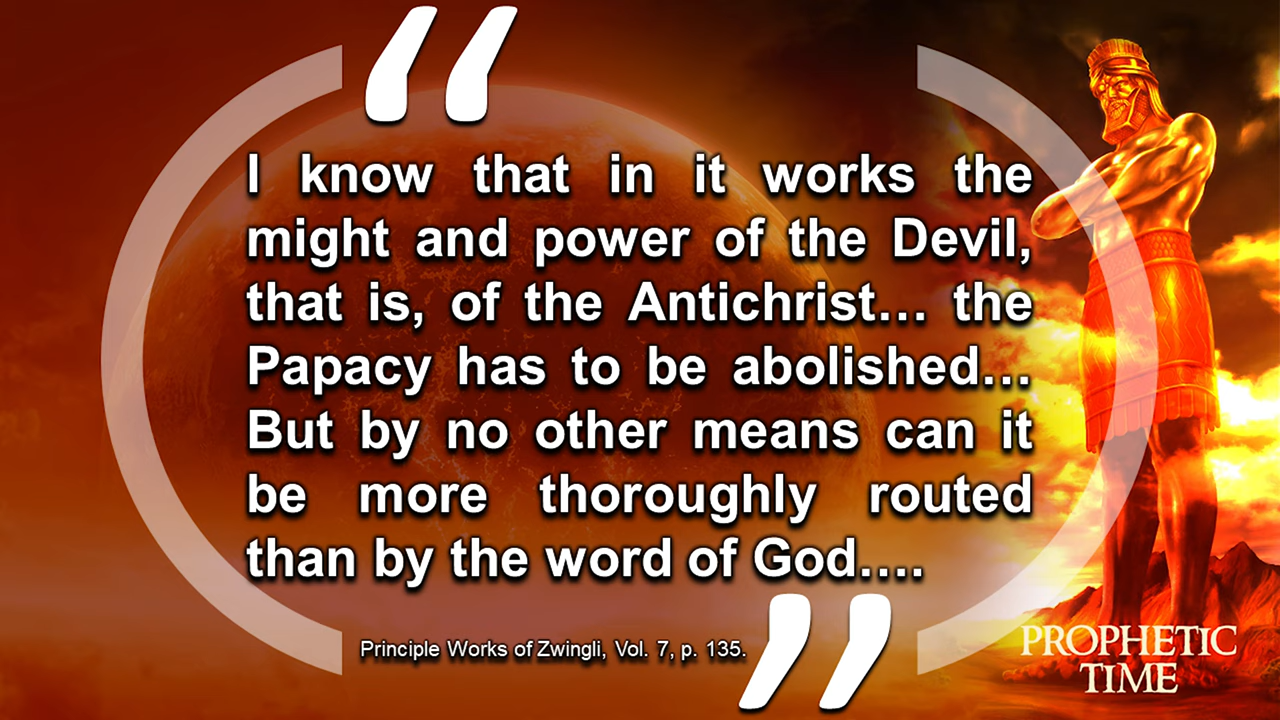 “
I know that in it works the
might and power of the Devil,
that is, of the Antichrist… the
Papacy has to be abolished…
But by no other means can it
be more thoroughly routed
than by the word of God….
”
Principle Works of Zwingli, Vol. 7, p. 135.
PROPHETIC
TIME